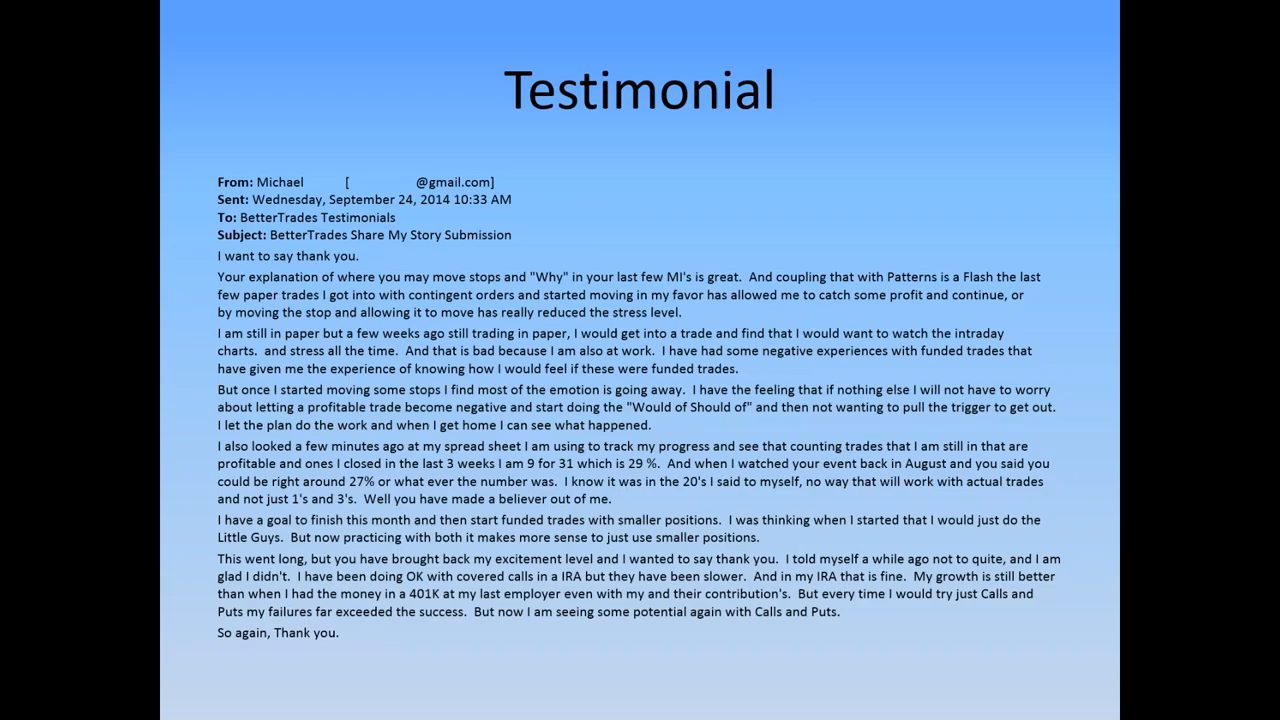 Testimonial
From: Michael [ @gmail.com]
Sent: Wednesday, September 24, 2014 10:33 AM
To: BetterTrades Testimonials
Subject: BetterTrades Share My Story Submission
I want to say thank you.
Your explanation of where you may move stops and "Why" in your last few MI's is great.  And coupling that with Patterns is a Flash the last
few paper trades I got into with contingent orders and started moving in my favor has allowed me to catch some profit and continue, or
by moving the stop and allowing it to move has really reduced the stress level.
I am still in paper but a few weeks ago still trading in paper, I would get into a trade and find that I would want to watch the intraday
charts.  and stress all the time.  And that is bad because I am also at work.  I have had some negative experiences with funded trades that
have given me the experience of knowing how I would feel if these were funded trades.
But once I started moving some stops I find most of the emotion is going away.  I have the feeling that if nothing else I will not have to worry
about letting a profitable trade become negative and start doing the "Would of Should of" and then not wanting to pull the trigger to get out.
I let the plan do the work and when I get home I can see what happened.
I also looked a few minutes ago at my spread sheet I am using to track my progress and see that counting trades that I am still in that are
profitable and ones I closed in the last 3 weeks I am 9 for 31 which is 29 %.  And when I watched your event back in August and you said you
could be right around 27% or what ever the number was.  I know it was in the 20's I said to myself, no way that will work with actual trades
and not just 1's and 3's.  Well you have made a believer out of me.
I have a goal to finish this month and then start funded trades with smaller positions.  I was thinking when I started that I would just do the
Little Guys.  But now practicing with both it makes more sense to just use smaller positions.
This went long, but you have brought back my excitement level and I wanted to say thank you.  I told myself a while ago not to quite, and I am
glad I didn't.  I have been doing OK with covered calls in a IRA but they have been slower.  And in my IRA that is fine.  My growth is still better
than when I had the money in a 401K at my last employer even with my and their contribution's.  But every time I would try just Calls and
Puts my failures far exceeded the success.  But now I am seeing some potential again with Calls and Puts.
So again, Thank you.